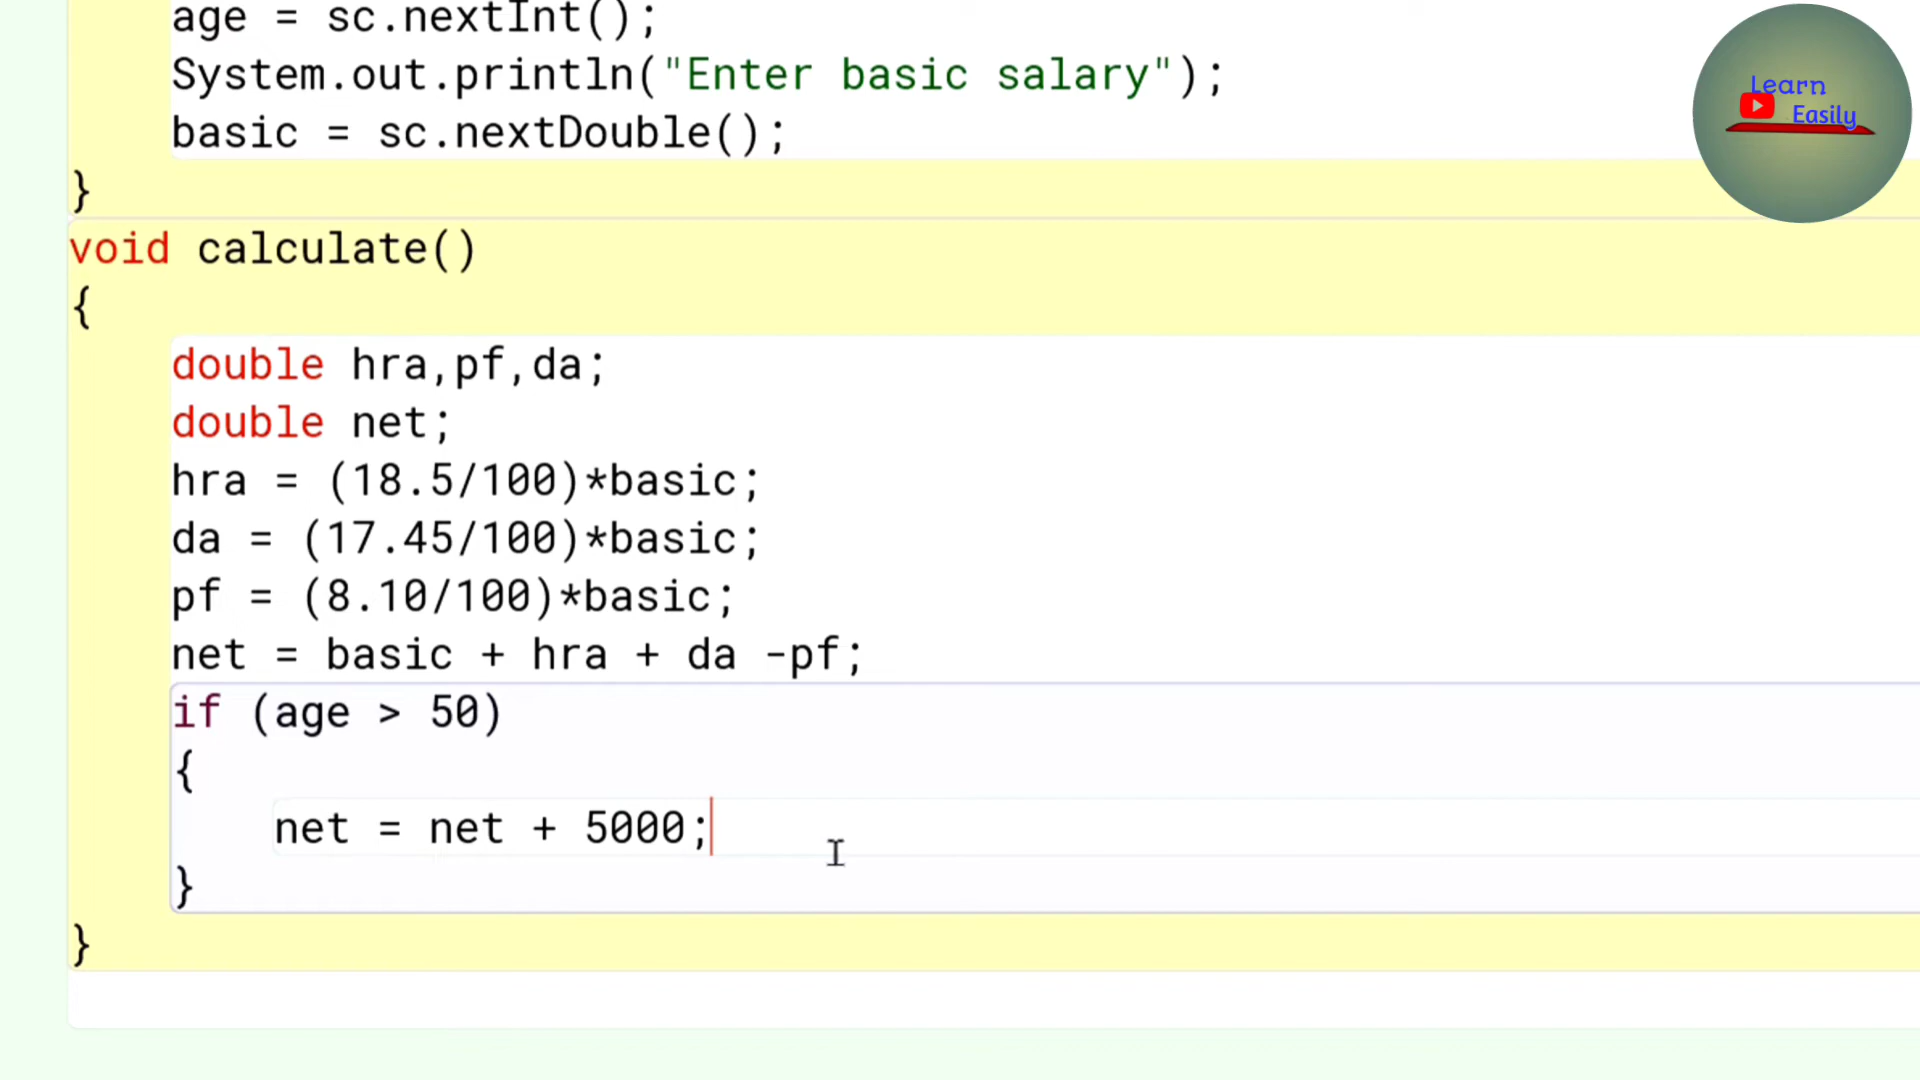 age = sc.nextInt();
System.out.println("Enter basic salary");
basic = sc.nextDouble();
}
void calculate()
{
double hra,pf,da;
double net;
hra = (18.5/100)*basic;
da = (17.45/100)*basic;
pf = (8.10/100)*basic;
net = basic + hra + da -pf;
if (age > 50)
{
net = net + 5000;
}
}
Learn
Easily